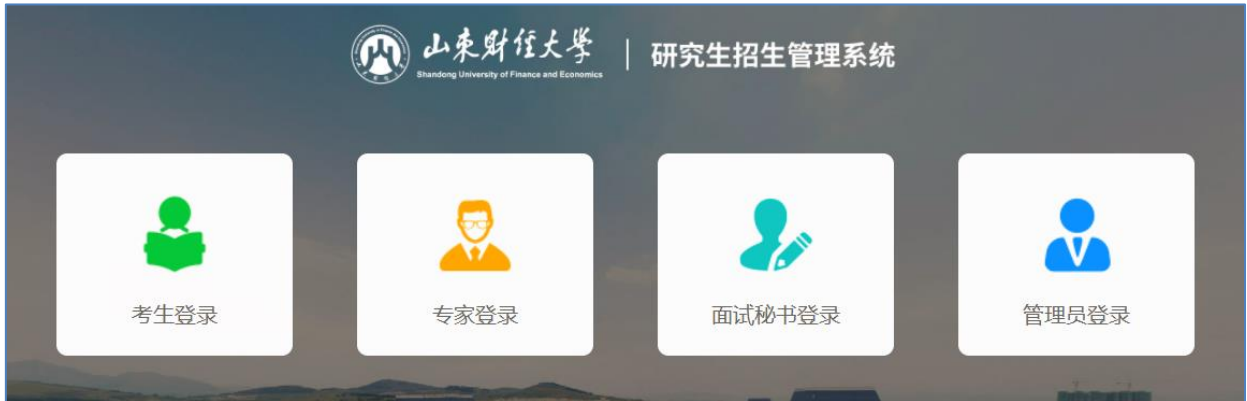 山东财经大学
Shandong University of Finance and Economics
研究生招生管理系统
考生登录
专家登录
面试秘书登录
管理员登录